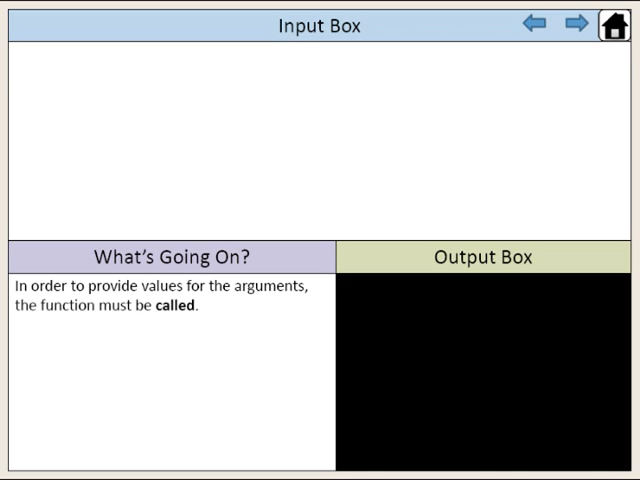 Input Box
What's Going On?
Output Box
In order to provide values for the arguments,
the function must be called.